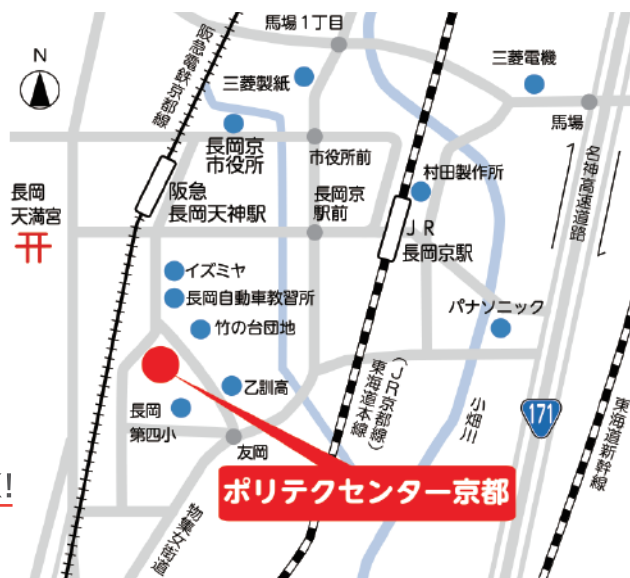 馬場1丁目
N
阪急電鉄京都線
三菱製紙
三菱電機
馬場
長岡京
市役所
市役所前
村田製作所
名神高速道路
長岡
天満宮
阪急
長岡天神駅
長岡京
駅前
JR
長岡京駅
イズミヤ
長岡自動車教習所
竹の台団地
パナソニック
乙訓高
長岡
第四小
友岡
(JR京都線)
東海道本線
小畑川
171
東海道新幹線
ポリテクセンター京都
物集女街道
!